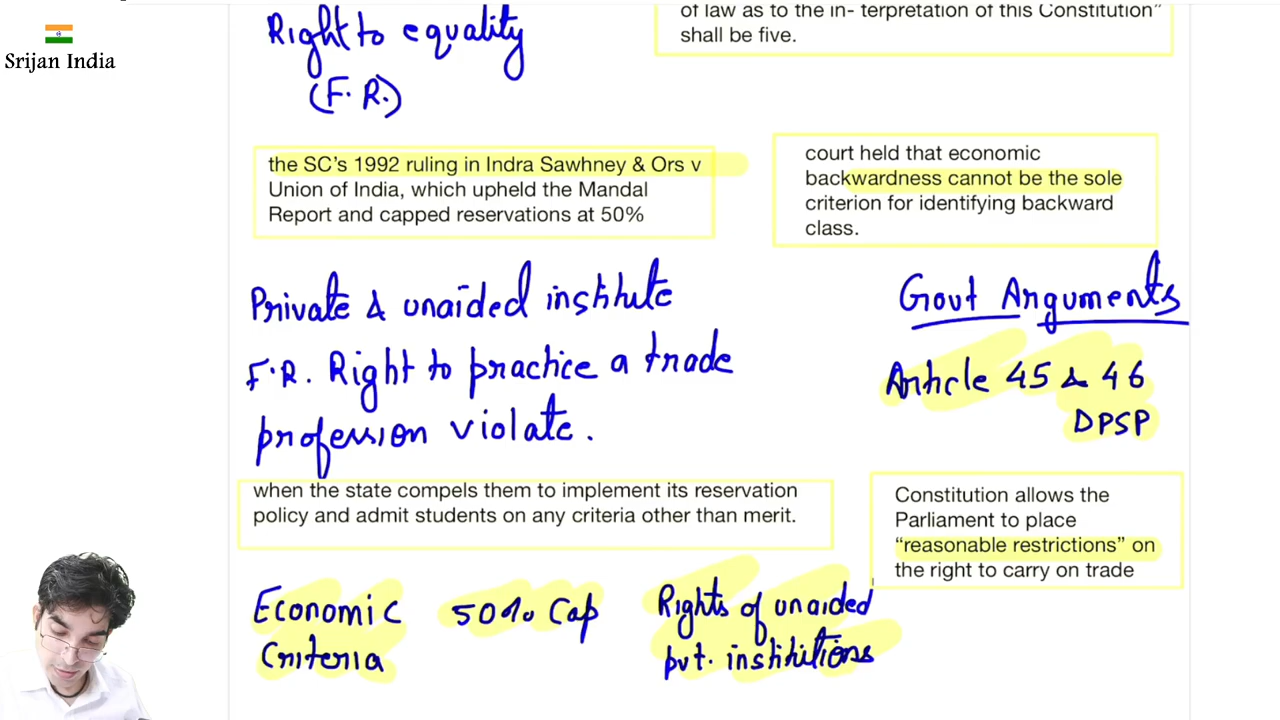 Srijan India
Right to equality
(F. R.)
of law as to the in- terpretation of this Constitution"
shall be five.
the SC's 1992 ruling in Indra Sawhney & Ors v
Union of India, which upheld the Mandal
Report and capped reservations at 50%
court held that economic
backwardness cannot be the sole
criterion for identifying backward
class.
Private & unaided institute
F.R. Right to practice a trade
profession violate.
Govt Arguments
Article 45 & 46
DPSP
when the state compels them to implement its reservation
policy and admit students on any criteria other than merit.
Constitution allows the
Parliament to place
"reasonable restrictions" on
the right to carry on trade
Economic
Criteria
50% Cap
Rights of unaided
pvt. institutions